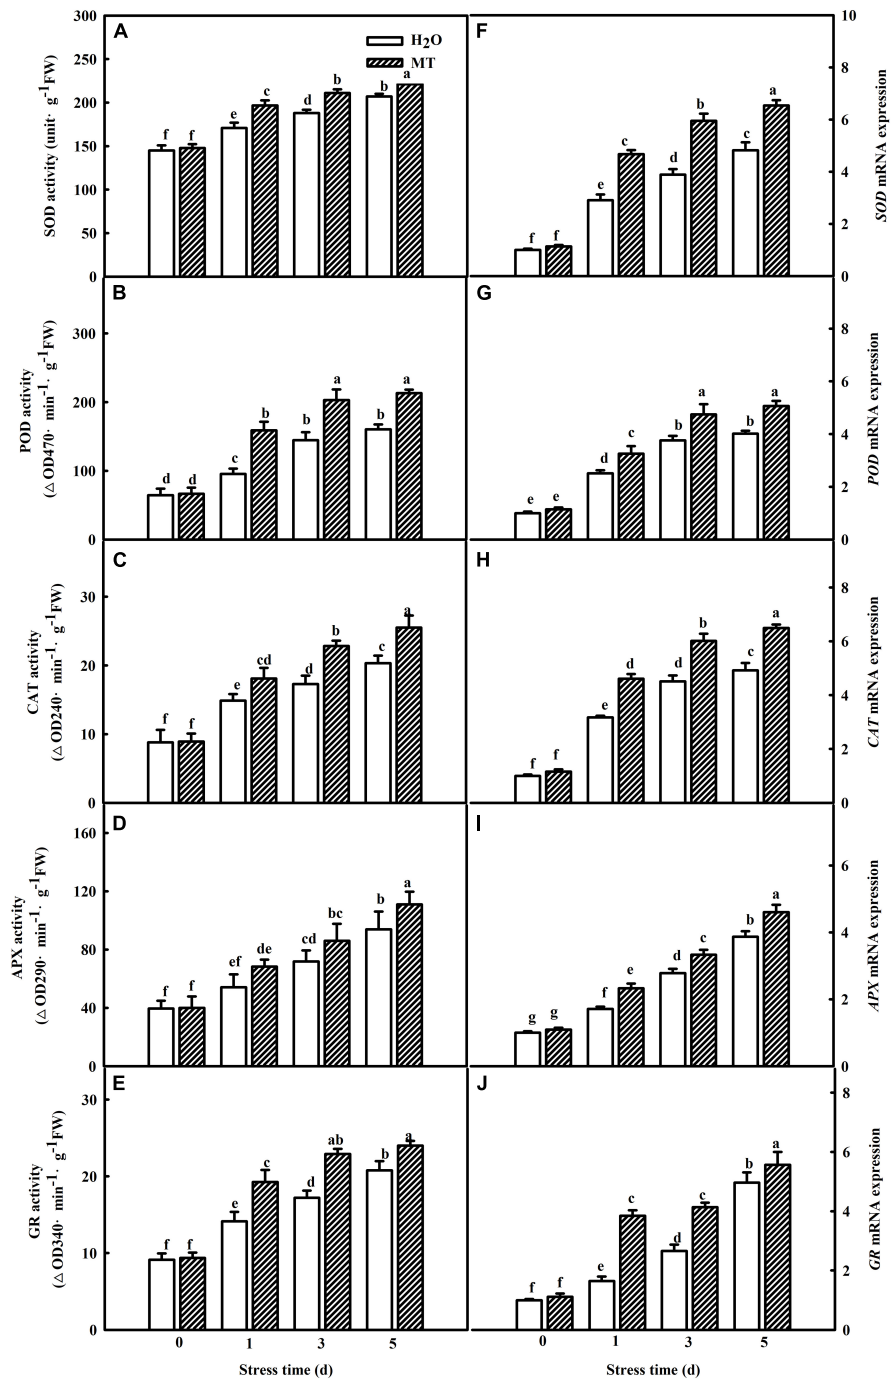 A
H2O
MT
300
250
200
150
100
50
0
SOD activity (unit· g-1FW)
f f e c d b b a
F
10
8
6
4
2
0
SOD mRNA expression
f f e c d b c a
B
300
200
100
0
POD activity
(△OD470· min-1· g-1FW)
d d c b b a b a
G
8
6
4
2
0
POD mRNA expression
e e d c b a b a
C
30
20
10
0
CAT activity
(△OD240· min-1· g-1FW)
f f e cd d b c a
H
8
6
4
2
0
CAT mRNA expression
f f e d d b c a
D
160
120
80
40
0
APX activity
(△OD290· min-1· g-1FW)
f f ef de cd bc b a
I
6
4
2
0
APX mRNA expression
g g f e d c b a
E
30
20
10
0
GR activity
(△OD340· min-1· g-1FW)
f f e c d ab b a
J
8
6
4
2
0
GR mRNA expression
f f e c d c b a
0 1 3 5
0 1 3 5
Stress time (d)
Stress time (d)